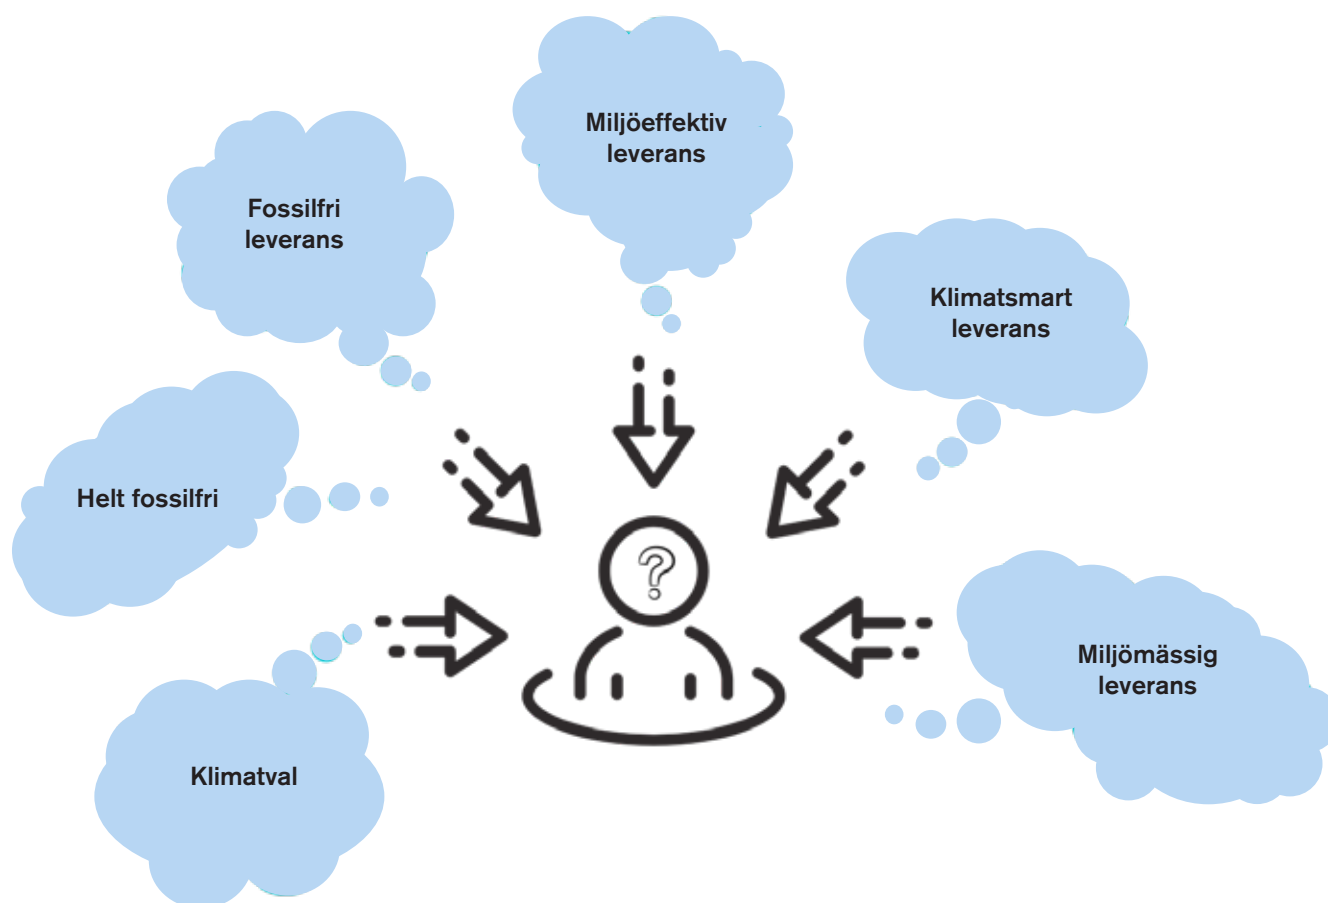 Miljöeffektiv
leverans
Fossilfri
leverans
Klimatsmart
leverans
Helt fossilfri
?
Miljömässig
leverans
Klimatval